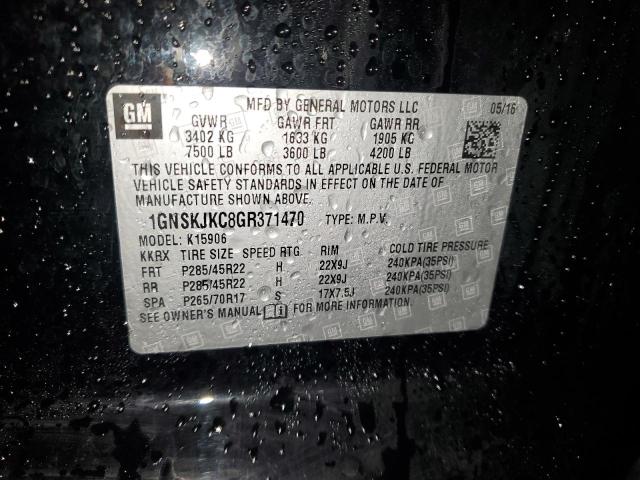 GM
MFD BY GENERAL MOTORS LLC 05/16
GVWR GAWR FRT GAWR RR
3402 KG 1633 KG 1905 KG
7500 LB 3600 LB 4200 LB
THIS VEHICLE CONFORMS TO ALL APPLICABLE U.S. FEDERAL MOTOR
VEHICLE SAFETY STANDARDS IN EFFECT ON THE DATE OF
MANUFACTURE SHOWN ABOVE.
1GNSKJKC8GR371470 TYPE: M.P.V.
MODEL: K15906
KKRX TIRE SIZE SPEED RTG RIM COLD TIRE PRESSURE
FRT P285/45R22 H 22X9J 240KPA(35PSI)
RR P285/45R22 H 22X9J 240KPA(35PSI)
SPA P265/70R17 S 17X7.5J 240KPA(35PSI)
SEE OWNER'S MANUAL FOR MORE INFORMATION.